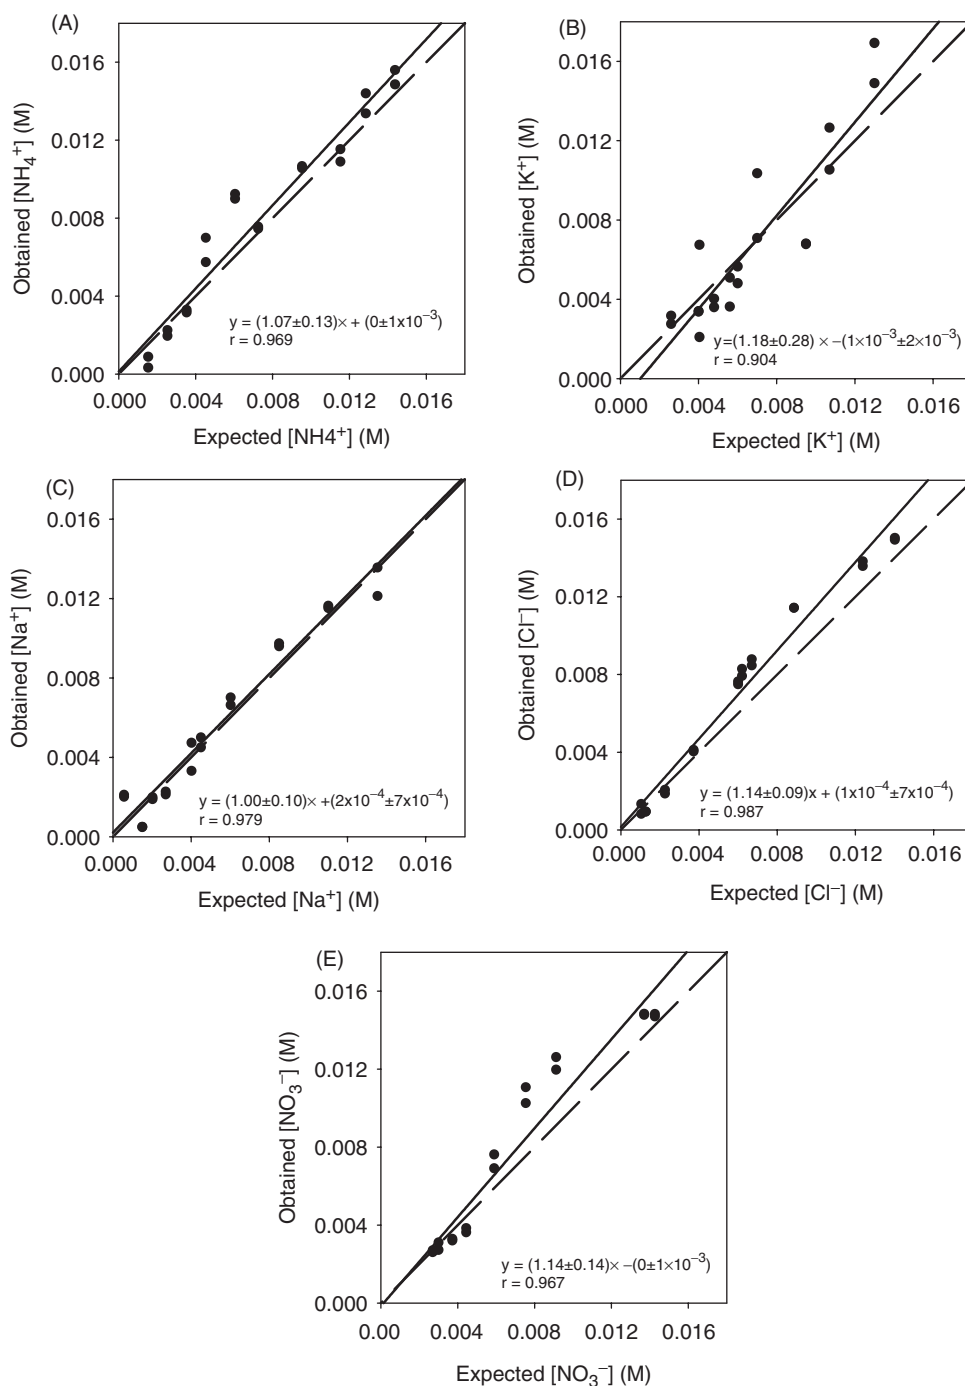 (A)
Obtained [NH₄⁺] (M)
0.016
0.012
0.008
0.004
0.000
y = (1.07±0.13)× + (0±1x10⁻³)
r = 0.969
0.000 0.004 0.008 0.012 0.016
Expected [NH4⁺] (M)
(B)
Obtained [K⁺] (M)
0.016
0.012
0.008
0.004
0.000
y=(1.18±0.28) × −(1×10⁻³±2×10⁻³)
r = 0.904
0.000 0.004 0.008 0.012 0.016
Expected [K⁺] (M)
(C)
Obtained [Na⁺] (M)
0.016
0.012
0.008
0.004
0.000
y = (1.00±0.10)× +(2x10⁻⁴±7x10⁻⁴)
r = 0.979
0.000 0.004 0.008 0.012 0.016
Expected [Na⁺] (M)
(D)
Obtained [Cl⁻] (M)
0.016
0.012
0.008
0.004
0.000
y = (1.14±0.09)x + (1x10⁻⁴±7x10⁻⁴)
r = 0.987
0.000 0.004 0.008 0.012 0.016
Expected [Cl⁻] (M)
(E)
Obtained [NO₃⁻] (M)
0.016
0.012
0.008
0.004
0.000
y = (1.14±0.14)× −(0±1×10⁻³)
r = 0.967
0.00 0.004 0.008 0.012 0.016
Expected [NO₃⁻] (M)